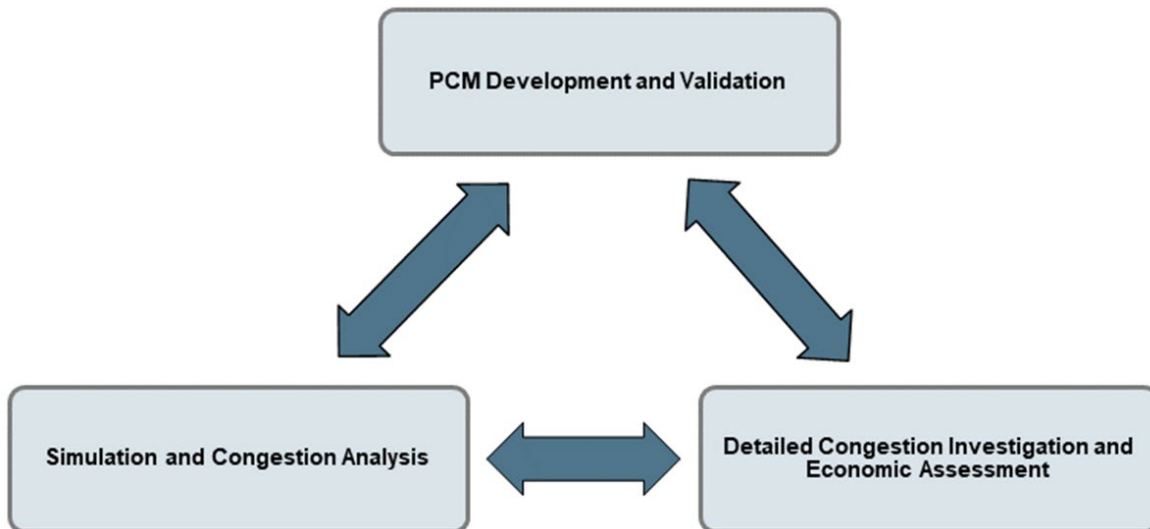 PCM Development and Validation
Simulation and Congestion Analysis
Detailed Congestion Investigation and
Economic Assessment